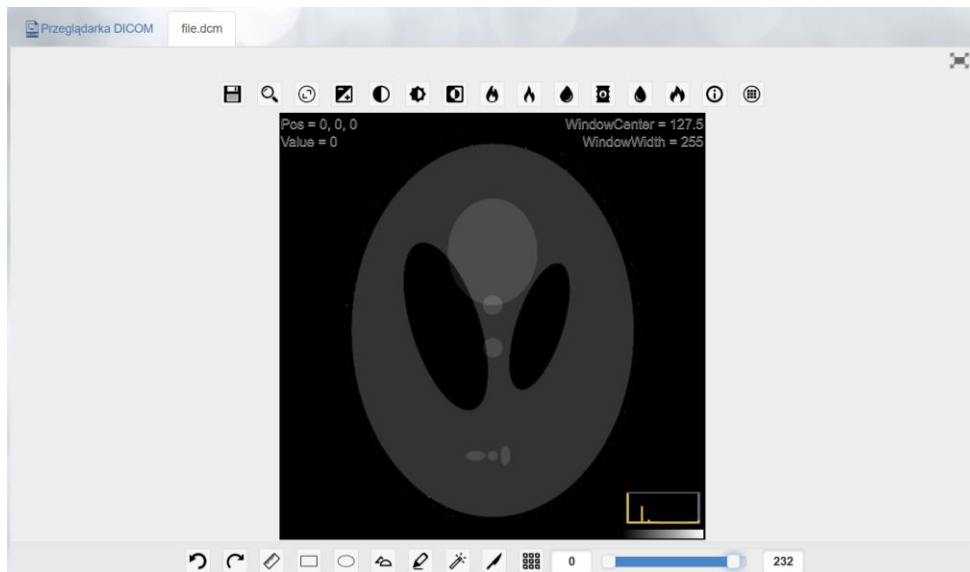 Przeglądarka DICOM
file.dcm
Pos = 0, 0, 0
WindowCenter = 127.5
Value = 0
WindowWidth = 255
0
232